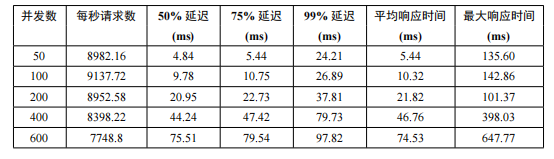 并发数 每秒请求数 50% 延迟 (ms) 75% 延迟 (ms) 99% 延迟 (ms) 平均响应时间 (ms) 最大响应时间 (ms)
50 8982.16 4.84 5.44 24.21 5.44 135.60
100 9137.72 9.78 10.75 26.89 10.32 142.86
200 8952.58 20.95 22.73 37.81 21.82 101.37
400 8398.22 44.24 47.42 79.73 46.76 398.03
600 7748.8 75.51 79.54 97.82 74.53 647.77